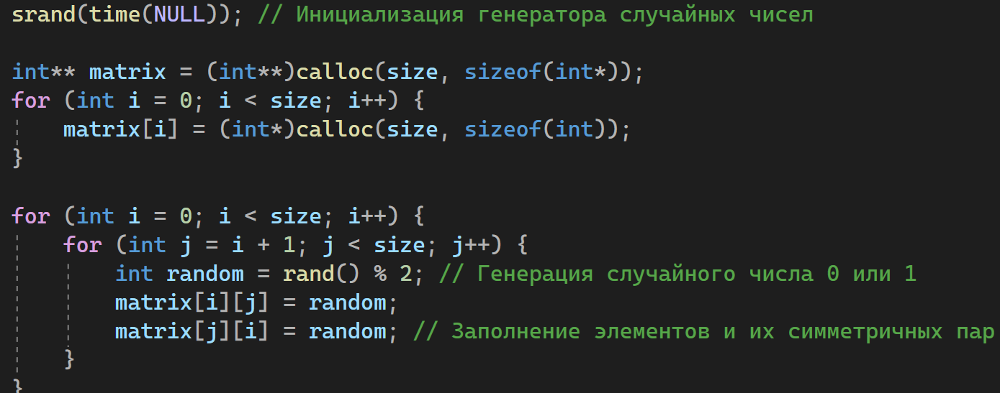 srand(time(NULL)); // Инициализация генератора случайных чисел
int** matrix = (int**)calloc(size, sizeof(int*));
for (int i = 0; i < size; i++) {
matrix[i] = (int*)calloc(size, sizeof(int));
}
for (int i = 0; i < size; i++) {
for (int j = i + 1; j < size; j++) {
int random = rand() % 2; // Генерация случайного числа 0 или 1
matrix[i][j] = random;
matrix[j][i] = random; // Заполнение элементов и их симметричных пар
}
}